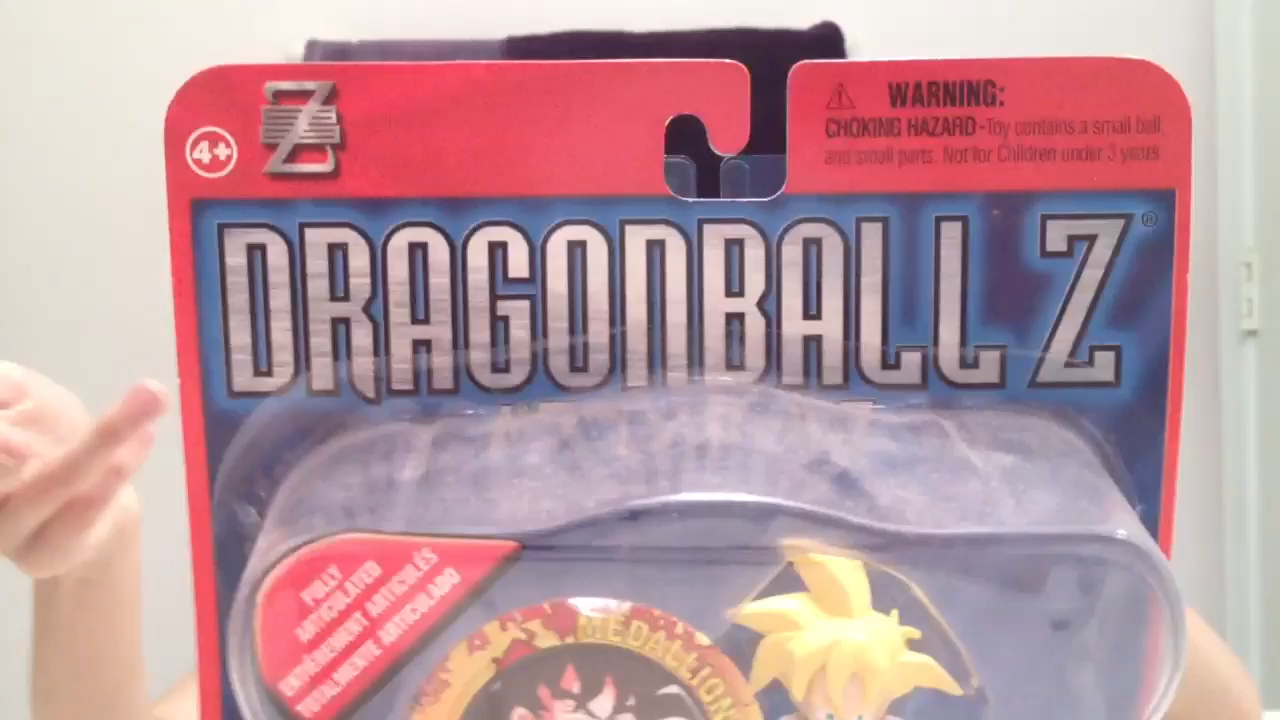 4+
Z
WARNING:
CHOKING HAZARD -Toy contains a small ball,
and small parts. Not for Children under 3 years.
DRAGONBALL Z®
FULLY
ARTICULATED
ENTIÈREMENT ARTICULÉS
TOTALMENTE ARTICULADO
MEDALLION